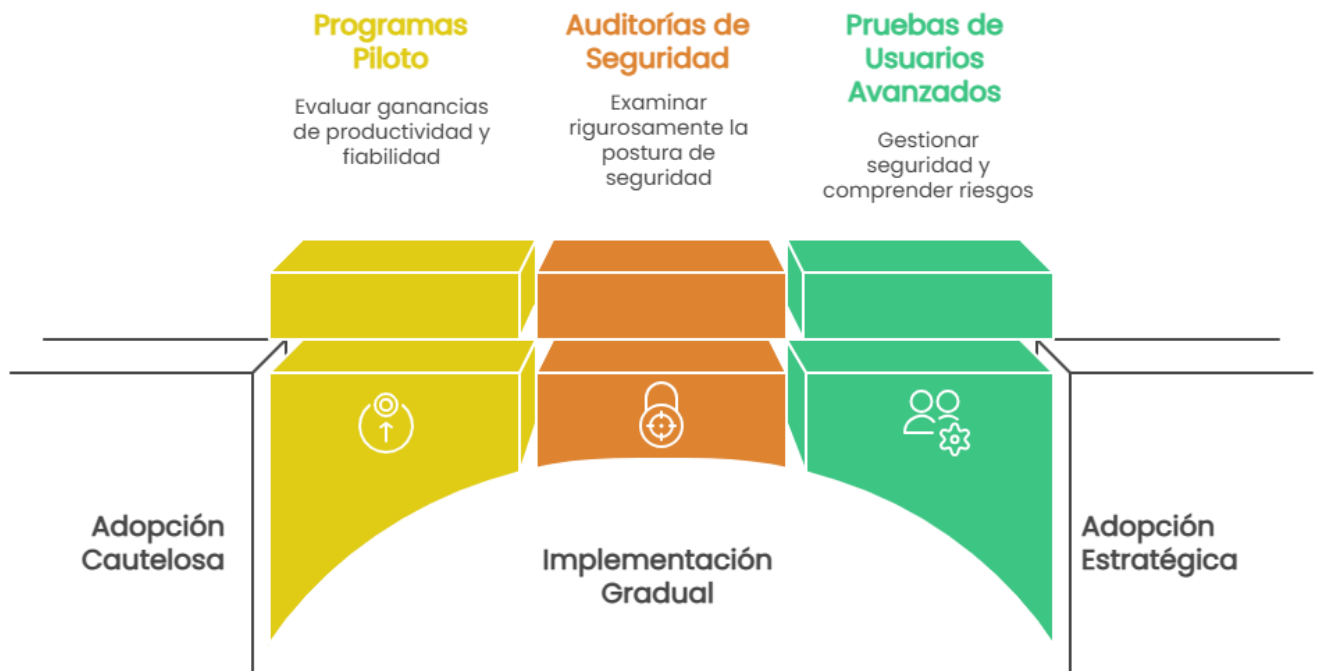 Programas
Piloto
Evaluar ganancias
de productividad y
fiabilidad
Auditorías de
Seguridad
Examinar
rigurosamente la
postura de
seguridad
Pruebas de
Usuarios
Avanzados
Gestionar
seguridad y
comprender riesgos
Adopción
Cautelosa
Implementación
Gradual
Adopción
Estratégica